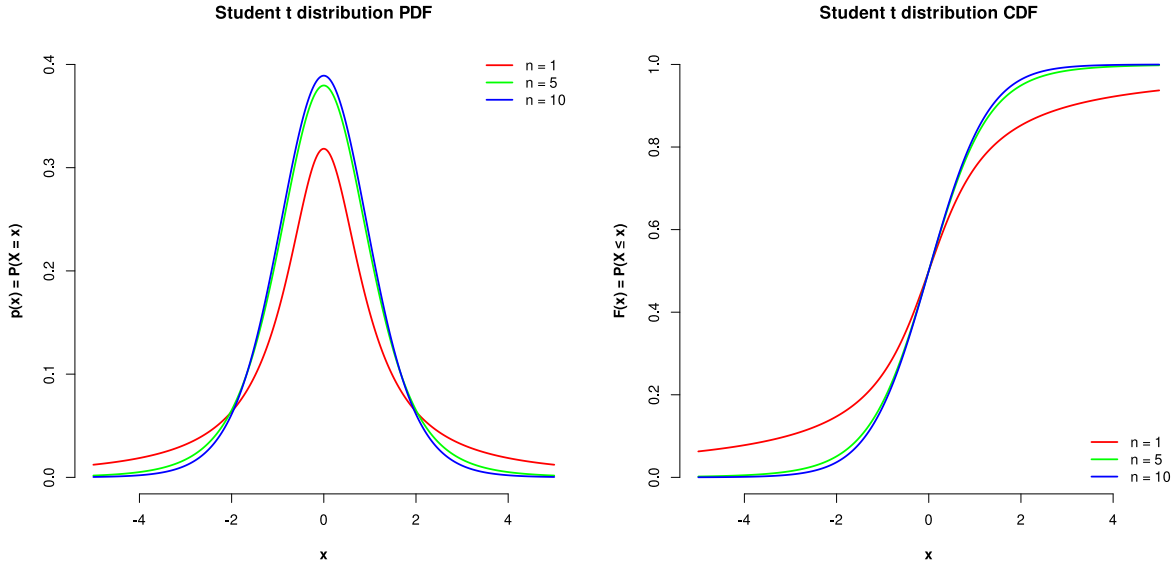 Student t distribution PDF
n = 1
n = 5
n = 10
p(x) = P(X = x)
0.0
0.1
0.2
0.3
0.4
-4
-2
0
2
4
x
Student t distribution CDF
F(x) = P(X ≤ x)
0.0
0.2
0.4
0.6
0.8
1.0
n = 1
n = 5
n = 10
-4
-2
0
2
4
x